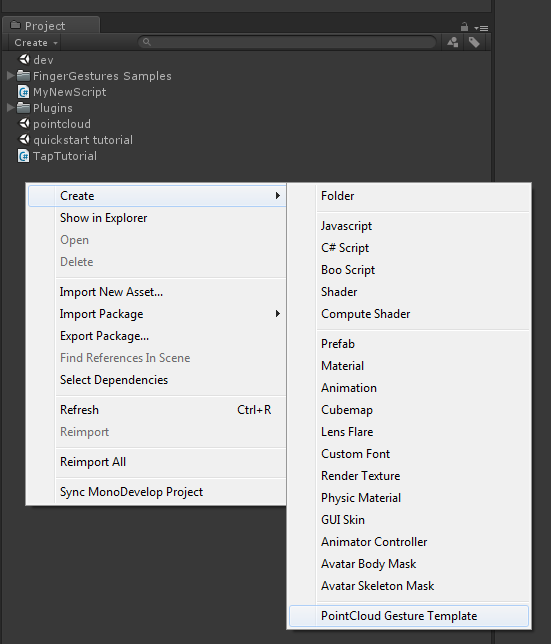 Project
Create
dev
FingerGestures Samples
MyNewScript
Plugins
pointcloud
quickstart tutorial
TapTutorial
Create
Show in Explorer
Open
Delete
Import New Asset...
Import Package
Export Package...
Find References In Scene
Select Dependencies
Refresh Ctrl+R
Reimport
Reimport All
Sync MonoDevelop Project
Folder
Javascript
C# Script
Boo Script
Shader
Compute Shader
Prefab
Material
Animation
Cubemap
Lens Flare
Custom Font
Render Texture
Physic Material
GUI Skin
Animator Controller
Avatar Body Mask
Avatar Skeleton Mask
PointCloud Gesture Template